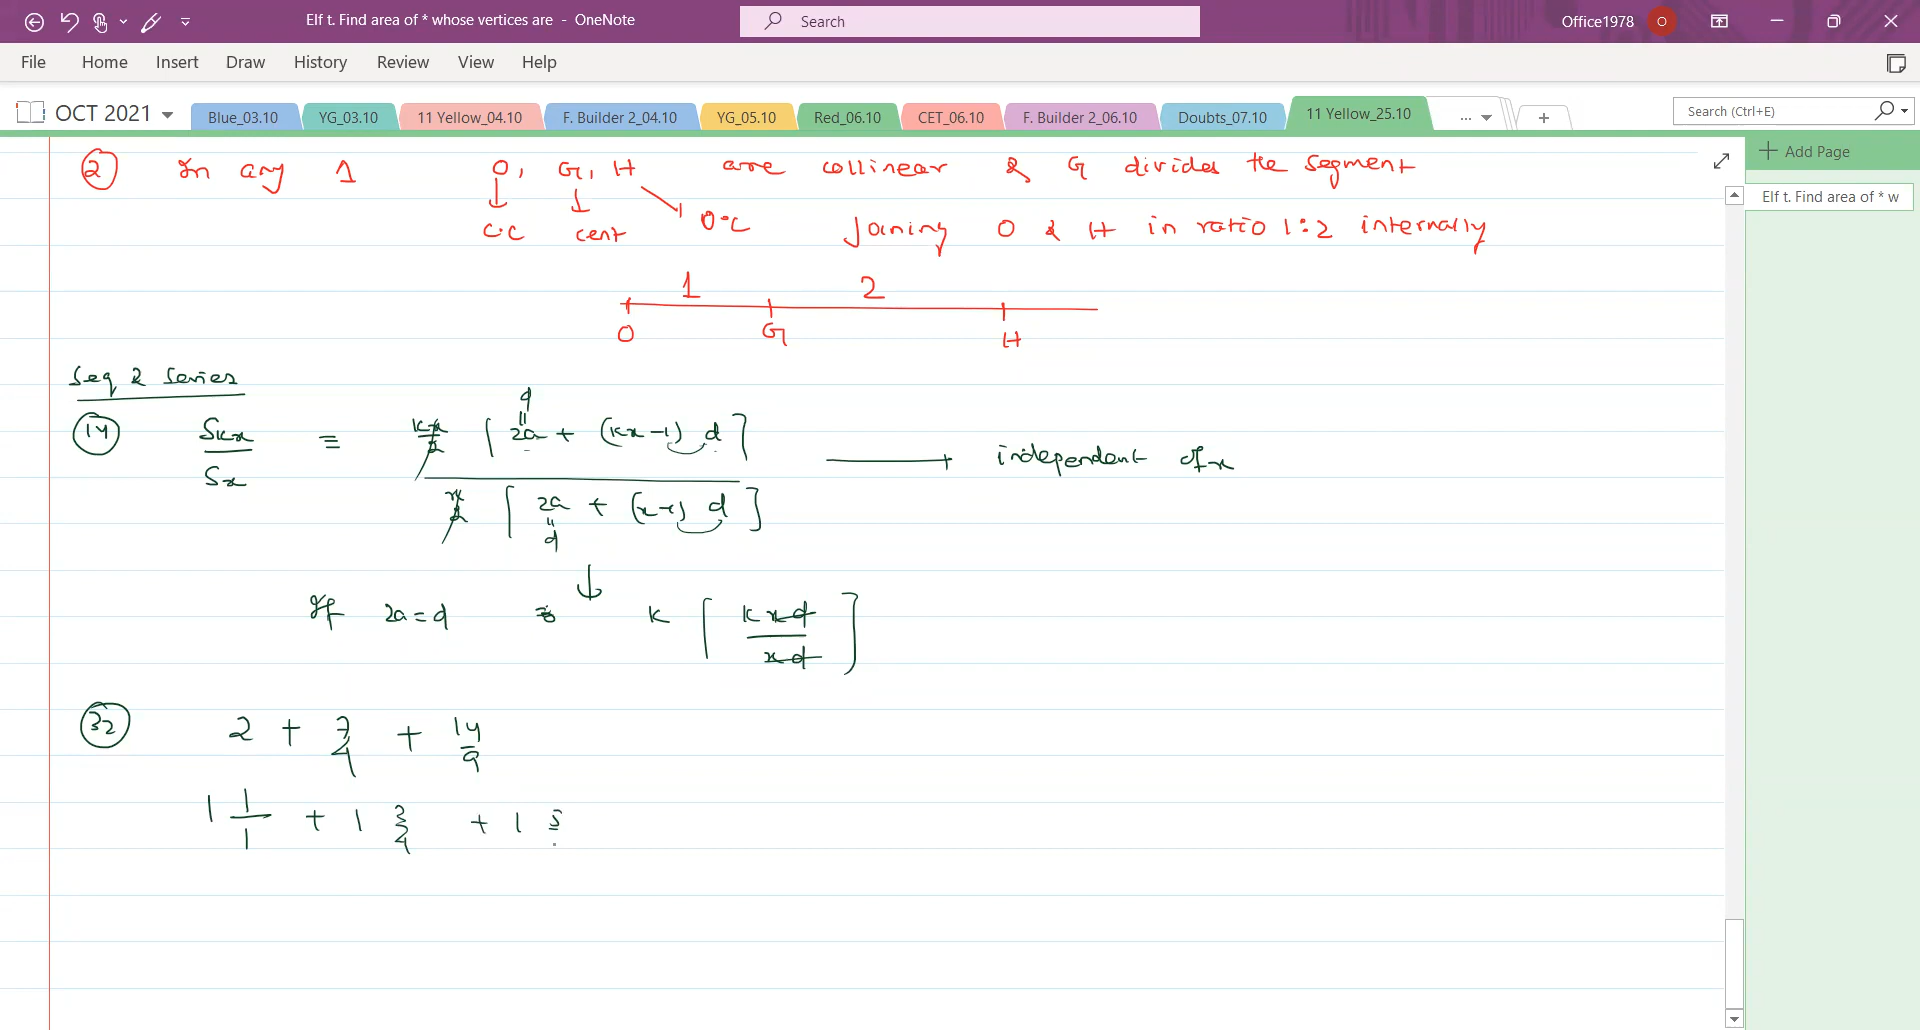 Elf t. Find area of * whose vertices are - OneNote
Search
Office1978
O
File Home Insert Draw History Review View Help
OCT 2021
Blue_03.10 YG_03.10 11 Yellow_04.10 F. Builder 2_04.10 YG_05.10 Red_06.10 CET_06.10 F. Builder 2_06.10 Doubts_07.10 11 Yellow_25.10 ...
Search (Ctrl+E)
Add Page
Elf t. Find area of * w
2 In any 1 O, G, H are collinear & G divides the segment
C.C cent O.C Joining O & H in ratio 1:2 internally
1 2
O G H
Seq & Series
14 Skx/Sx = kx/2 [2a + (kx-1) d] / x/2 [2a + (x-1) d] → independent of x
d
d
If 2a = d = k [kxd/xd]
32 2 + 7/4 + 14/9
1 1/1 + 1 3/4 + 1 5